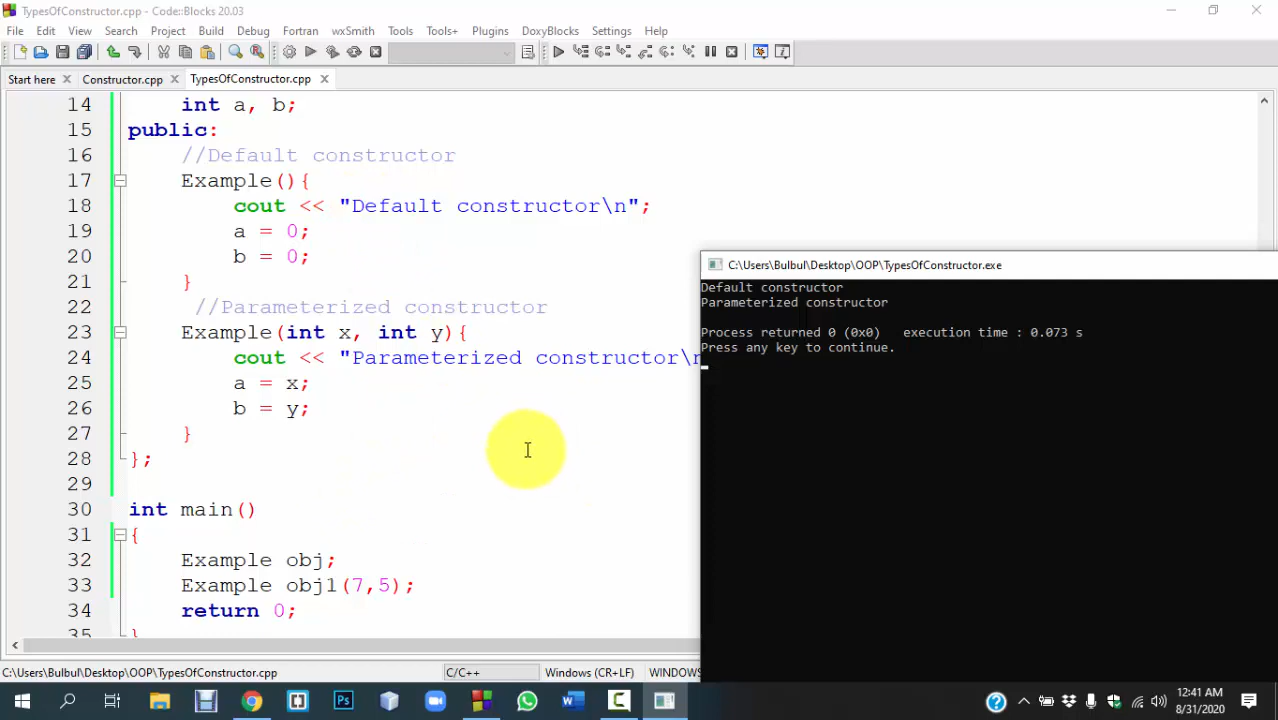 TypesOfConstructor.cpp - Code::Blocks 20.03
File Edit View Search Project Build Debug Fortran wxSmith Tools Tools+ Plugins DoxyBlocks Settings Help
Start here Constructor.cpp TypesOfConstructor.cpp
14 int a, b;
15 public:
16 //Default constructor
17 Example(){
18 cout << "Default constructor\n";
19 a = 0;
20 b = 0;
21 }
22 //Parameterized constructor
23 Example(int x, int y){
24 cout << "Parameterized constructor\n
25 a = x;
26 b = y;
27 }
28 };
29
30 int main()
31 {
32 Example obj;
33 Example obj1(7,5);
34 return 0;
35 }
C:\Users\Bulbul\Desktop\OOP\TypesOfConstructor.exe
Default constructor
Parameterized constructor
Process returned 0 (0x0) execution time : 0.073 s
Press any key to continue.
C:\Users\Bulbul\Desktop\OOP\TypesOfConstructor.cpp C/C++ Windows (CR+LF) WINDOWS
12:41 AM
8/31/2020